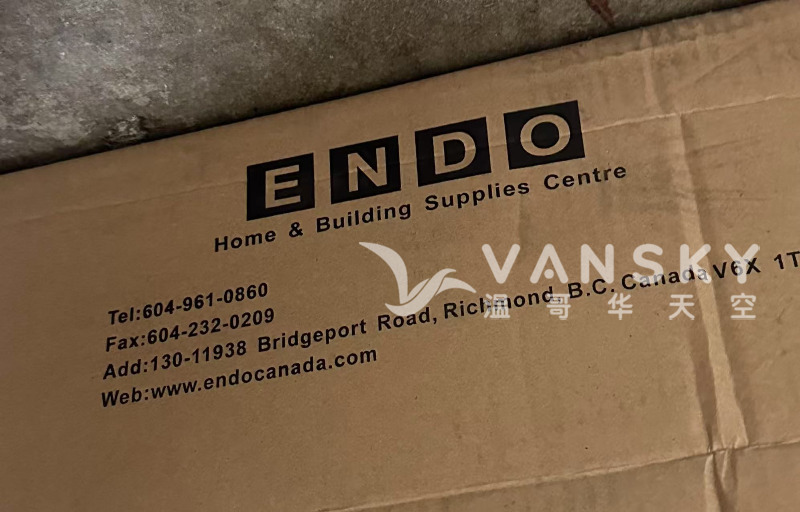 ENDO
Home & Building Supplies Centre
Tel:604-961-0860
Fax:604-232-0209
Add:130-11938 Bridgeport Road, Richmond, B.C. Canada V6X 1T
Web:www.endocanada.com
VANSKY
溫哥华天空